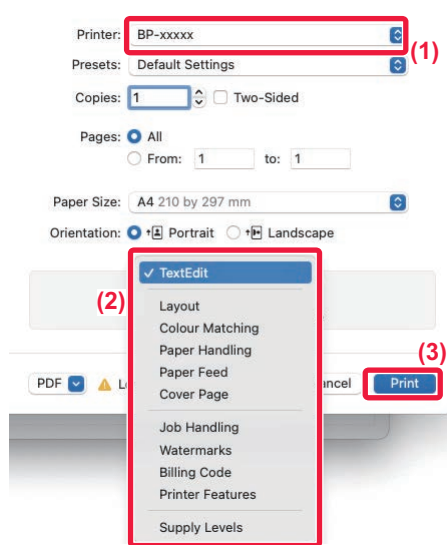 Printer: BP-xxxxx
(1)
Presets: Default Settings
Copies: 1 Two-Sided
Pages: All
From: 1 to: 1
Paper Size: A4 210 by 297 mm
Orientation: Portrait Landscape
✓ TextEdit
(2)
Layout
Colour Matching
Paper Handling
(3)
Paper Feed
PDF ncel Print
Cover Page
Job Handling
Watermarks
Billing Code
Printer Features
Supply Levels